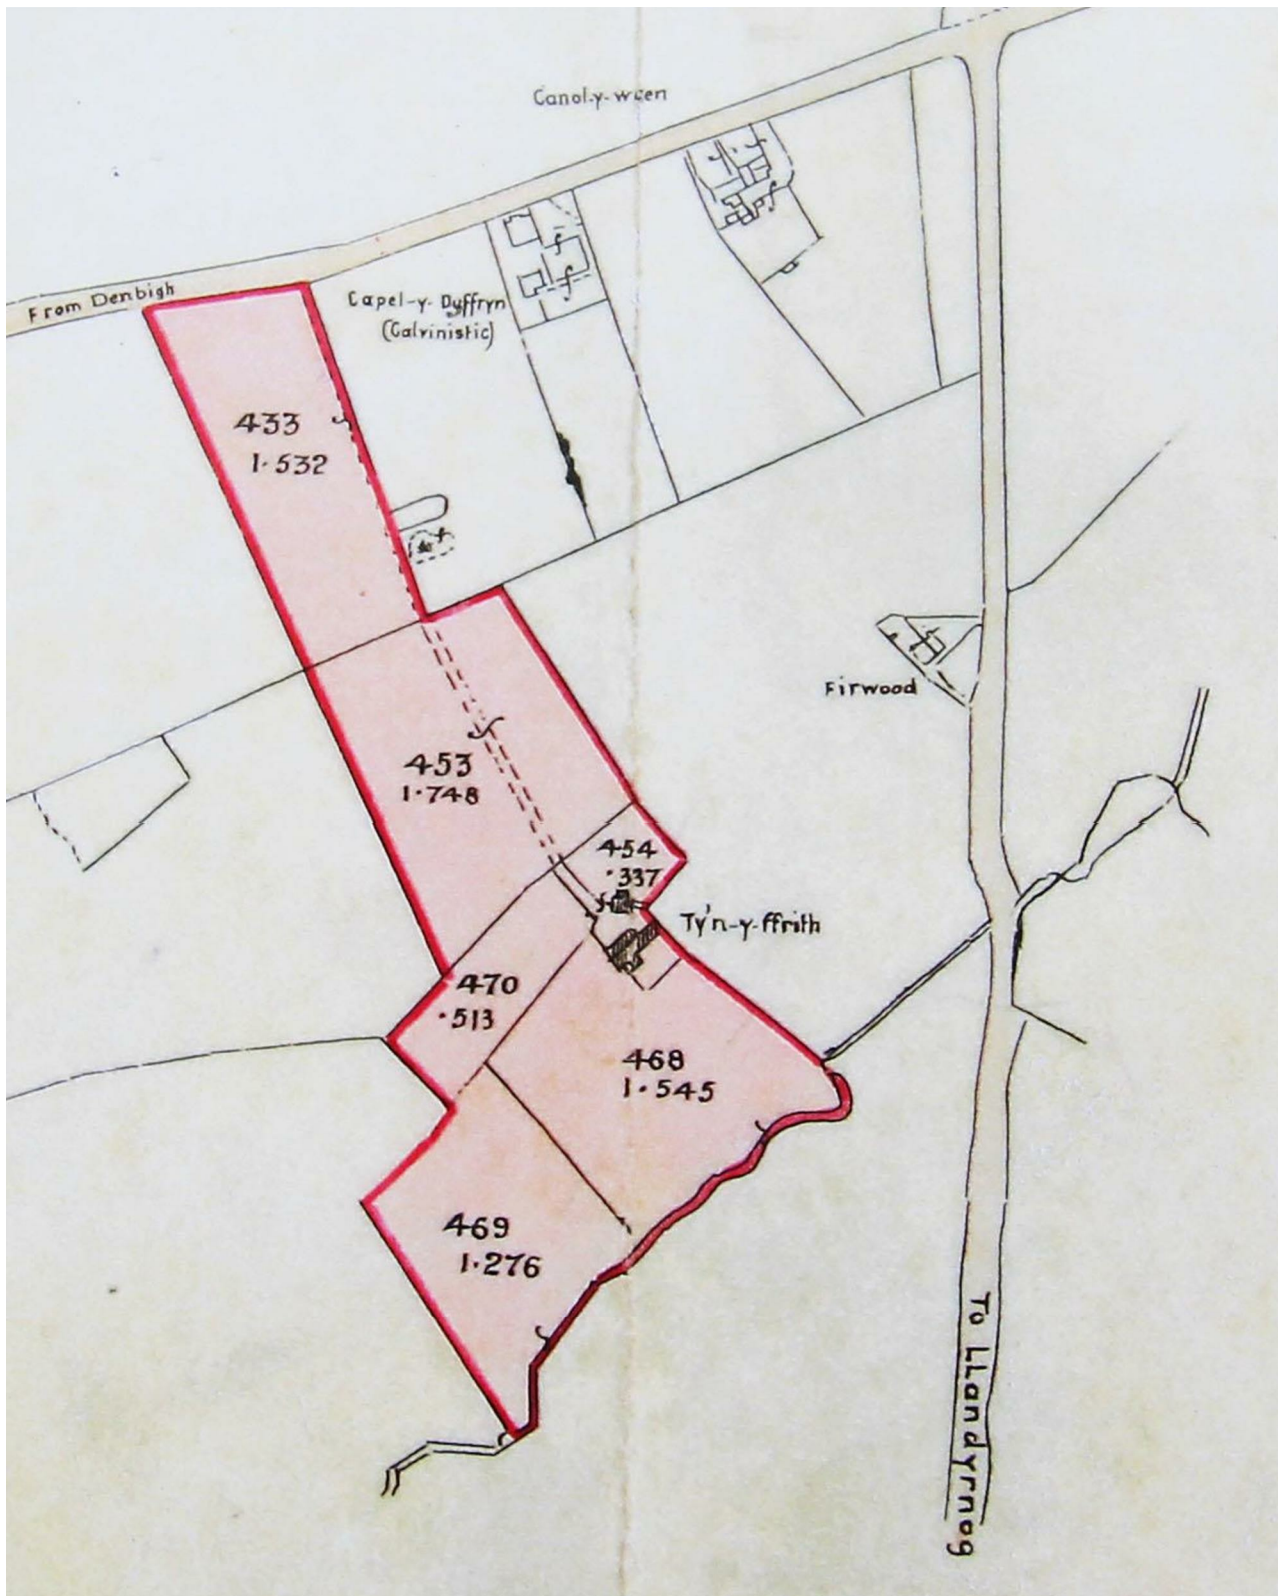 Canol-y-waen
From Denbigh
Capel-y-Dyffryn
(Calvinistic)
433
1.532
Firwood
453
1.748
454
.337
Ty'n-y-ffrith
470
.513
468
1.545
469
1.276
To LLandyrnog